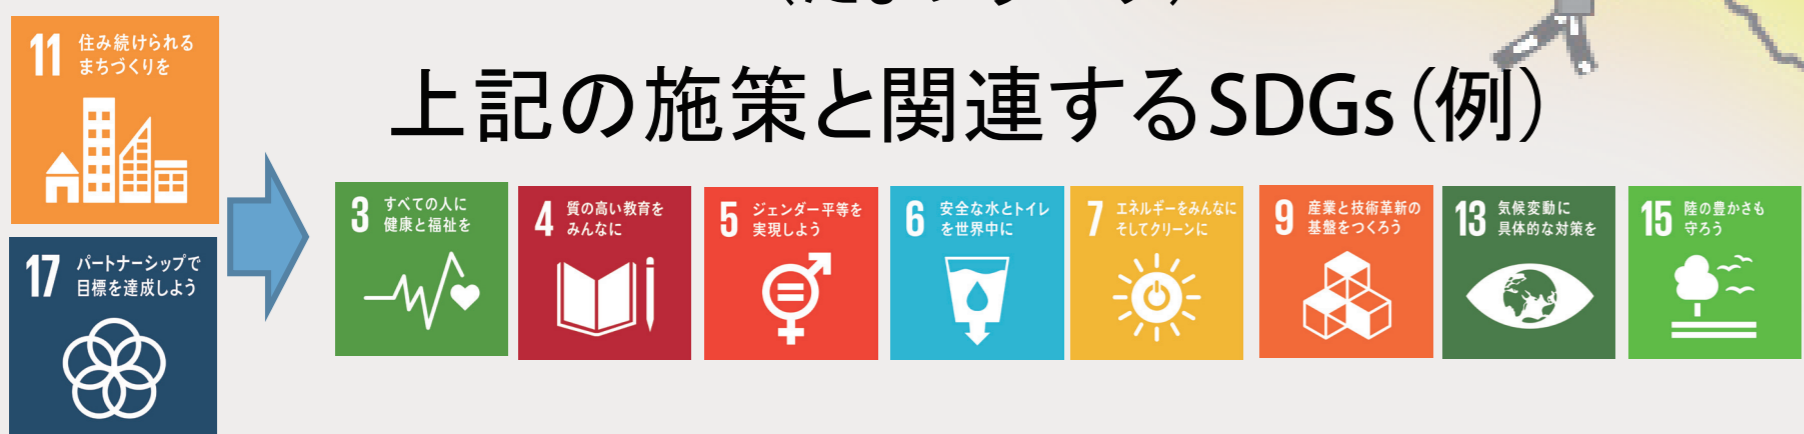 上記の施策と関連するSDGs（例）
11 住み続けられる
まちづくりを
17 パートナーシップで
目標を達成しよう
3 すべての人に
健康と福祉を
4 質の高い教育を
みんなに
5 ジェンダー平等を
実現しよう
6 安全な水とトイレ
を世界中に
7 エネルギーをみんなに
そしてクリーンに
9 産業と技術革新の
基盤をつくろう
13 気候変動に
具体的な対策を
15 陸の豊かさも
守ろう